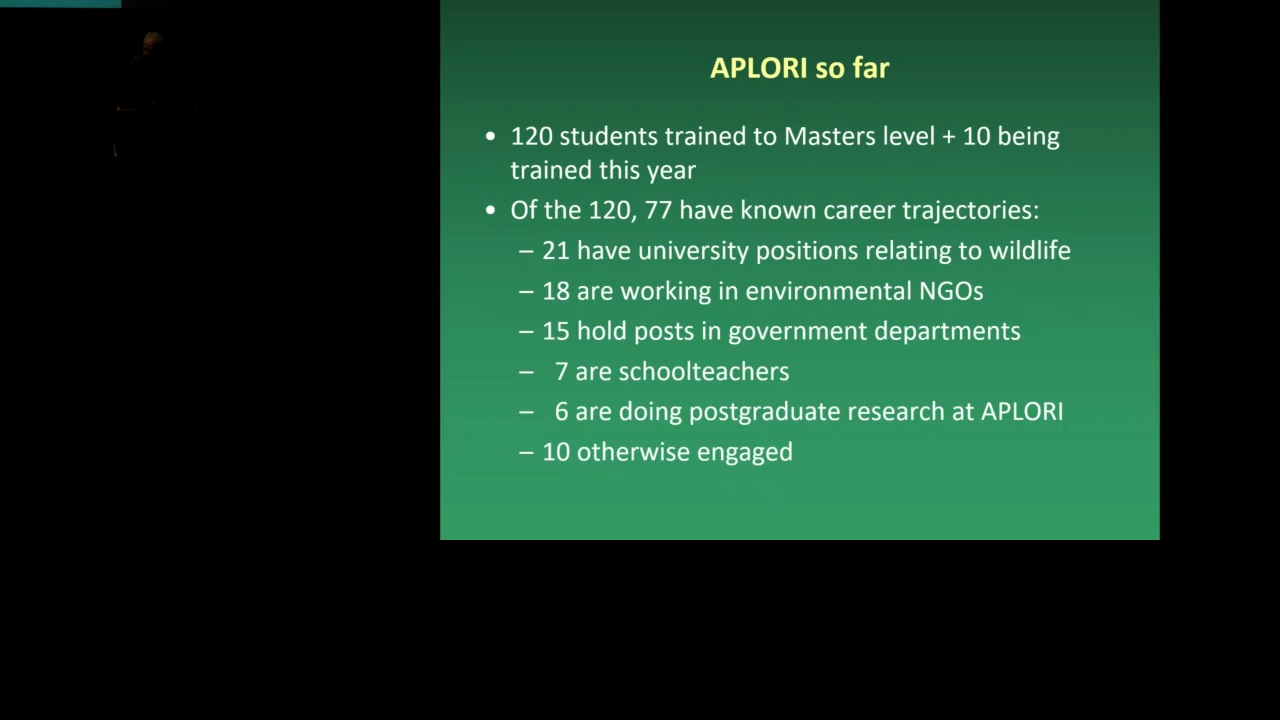 APLORI so far
• 120 students trained to Masters level + 10 being
trained this year
• Of the 120, 77 have known career trajectories:
– 21 have university positions relating to wildlife
– 18 are working in environmental NGOs
– 15 hold posts in government departments
– 7 are schoolteachers
– 6 are doing postgraduate research at APLORI
– 10 otherwise engaged